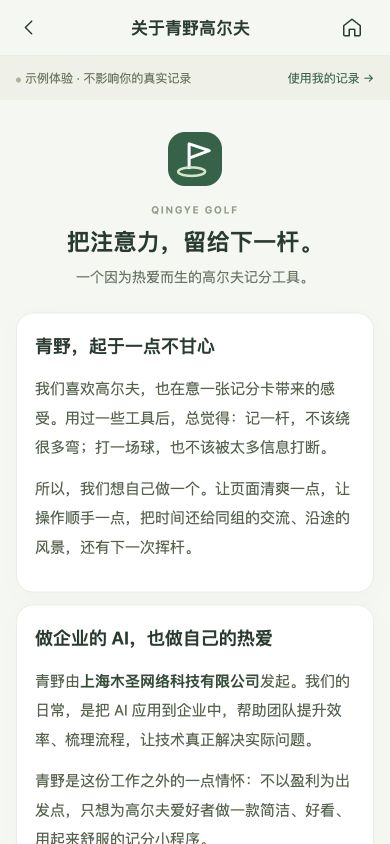 关于青野高尔夫
示例体验 · 不影响你的真实记录
使用我的记录 →
QINGYE GOLF
把注意力，留给下一杆。
一个因为热爱而生的高尔夫记分工具。
青野，起于一点不甘心
我们喜欢高尔夫，也在意一张记分卡带来的感
受。用过一些工具后，总觉得：记一杆，不该绕
很多弯；打一场球，也不该被太多信息打断。
所以，我们想自己做一个。让页面清爽一点，让
操作顺手一点，把时间还给同组的交流、沿途的
风景，还有下一次挥杆。
做企业的 AI，也做自己的热爱
青野由上海木圣网络科技有限公司发起。我们的
日常，是把 AI 应用到企业中，帮助团队提升效
率、梳理流程，让技术真正解决实际问题。
青野是这份工作之外的一点情怀：不以盈利为出
发点，只想为高尔夫爱好者做一款简洁、好看、
用起来舒服的记分小程序。